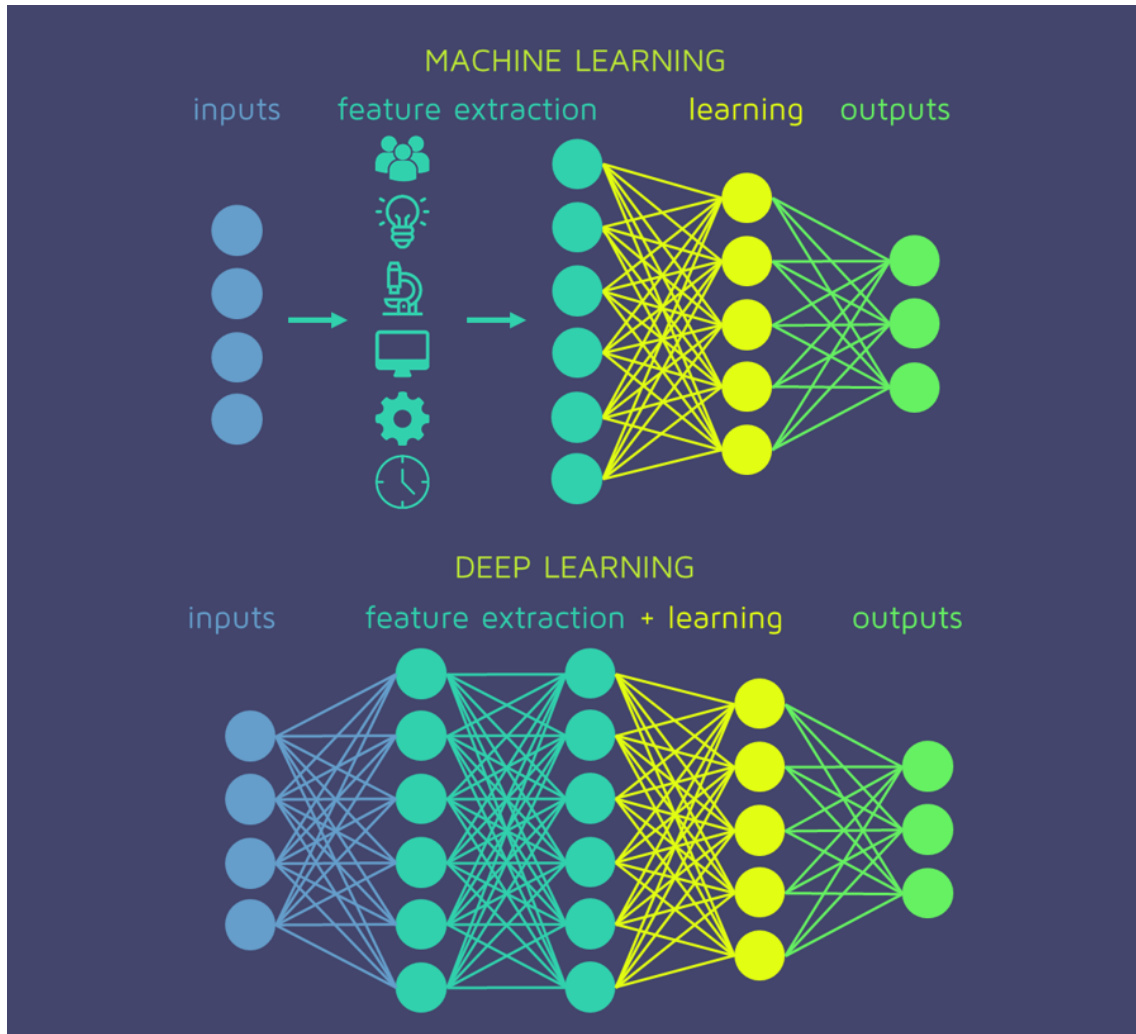 MACHINE LEARNING
inputs feature extraction learning outputs
DEEP LEARNING
inputs feature extraction + learning outputs